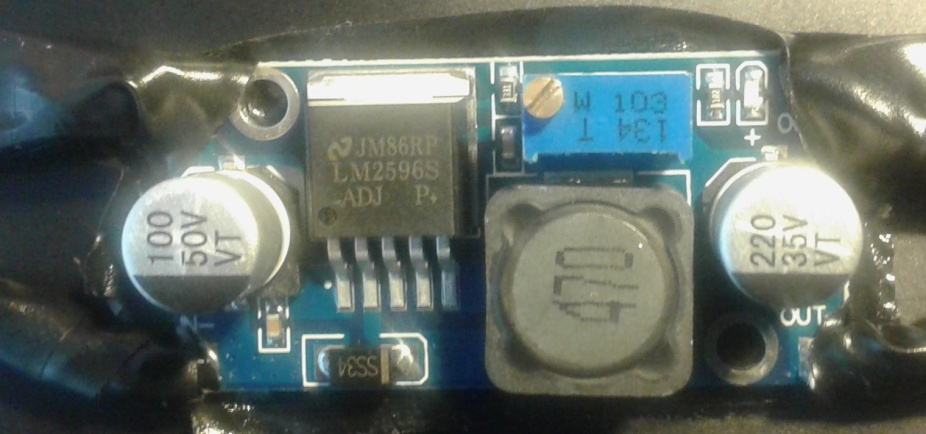 100
50V
VT
JM86RP
LM2596S
-ADJ P+
W 103
T 134
470
220
35V
VT
+
OUT-
SS34